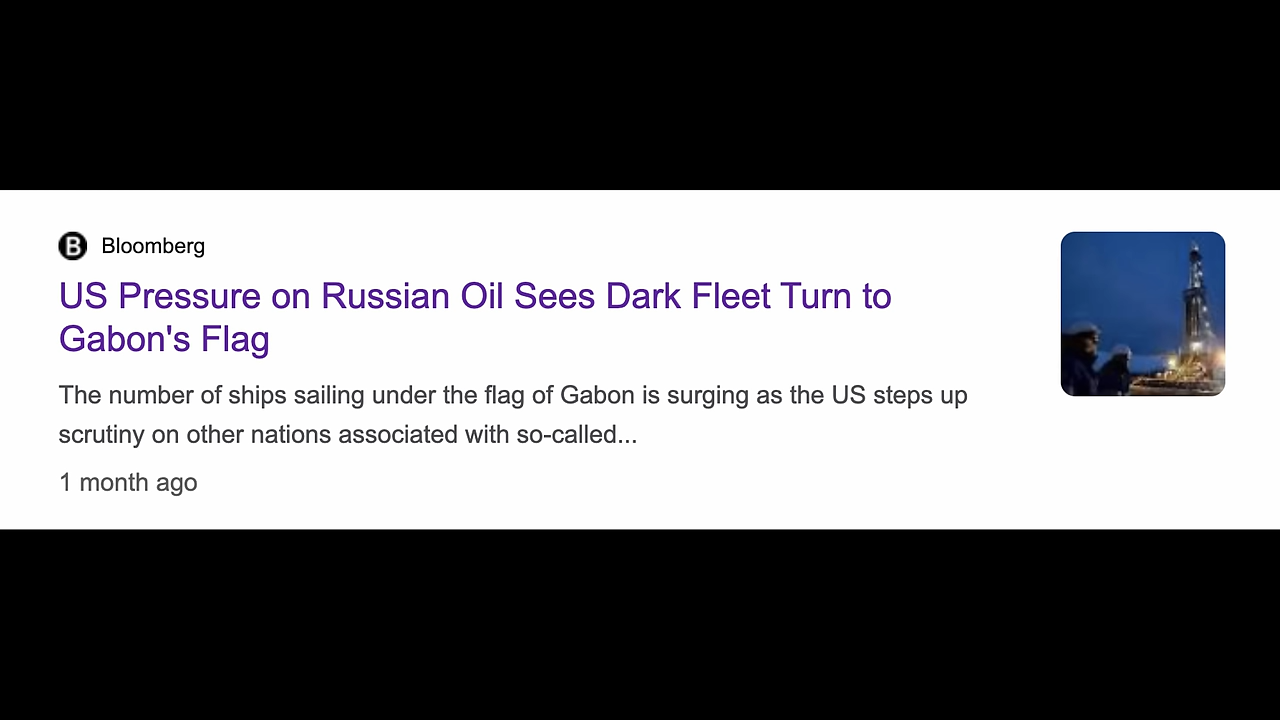 B Bloomberg
US Pressure on Russian Oil Sees Dark Fleet Turn to
Gabon's Flag
The number of ships sailing under the flag of Gabon is surging as the US steps up
scrutiny on other nations associated with so-called...
1 month ago